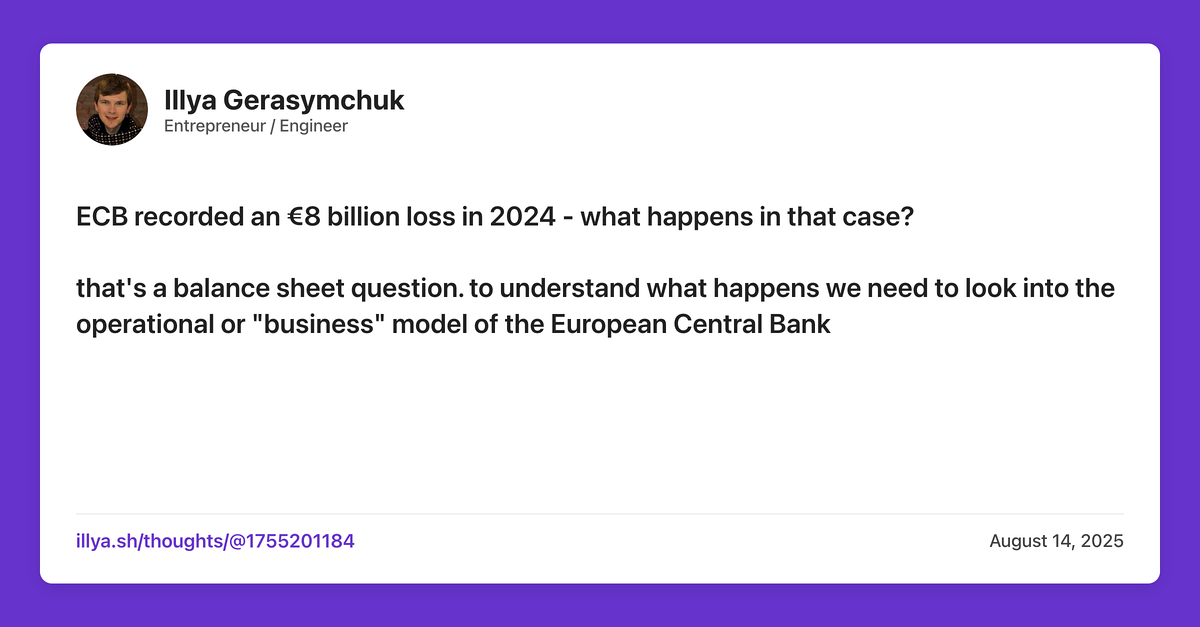 Illya Gerasymchuk
Entrepreneur / Engineer
ECB recorded an €8 billion loss in 2024 - what happens in that case?
that's a balance sheet question. to understand what happens we need to look into the
operational or "business" model of the European Central Bank
illya.sh/thoughts/@1755201184
August 14, 2025